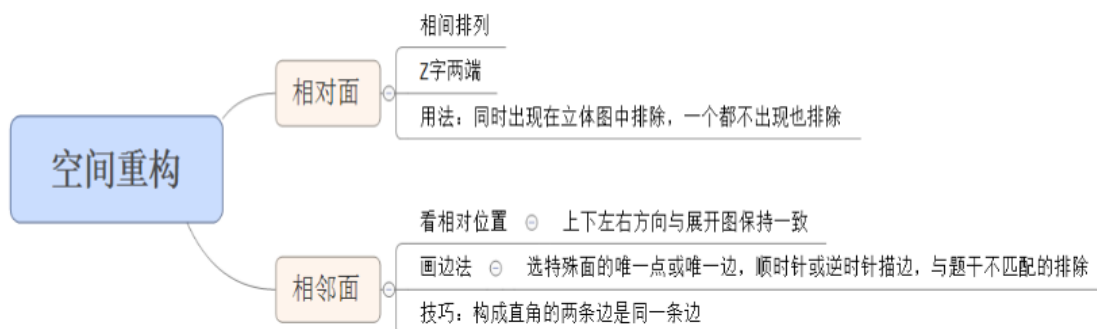 空间重构
相对面
相间排列
Z字两端
用法：同时出现在立体图中排除，一个都不出现也排除
相邻面
看相对位置 上下左右方向与展开图保持一致
画边法 选特殊面的唯一点或唯一边，顺时针或逆时针描边，与题干不匹配的排除
技巧：构成直角的两条边是同一条边